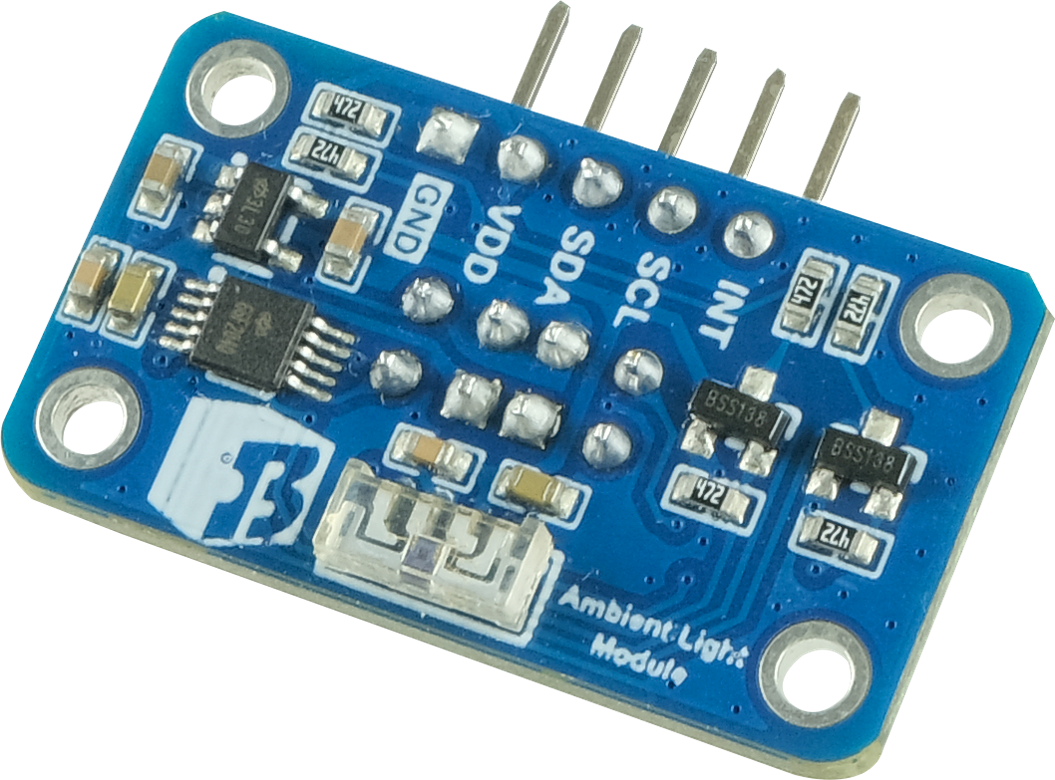 472
472
GND
VDD
SDA
SCL
INT
472
472
BSS138
BSS138
472
472
B
Ambient Light
Module